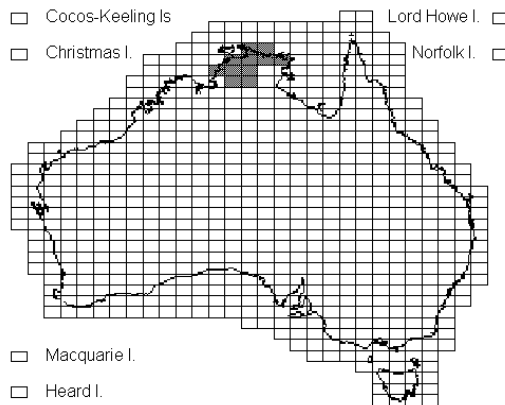 Cocos-Keeling Is
Lord Howe I.
Christmas I.
Norfolk I.
Macquarie I.
Heard I.